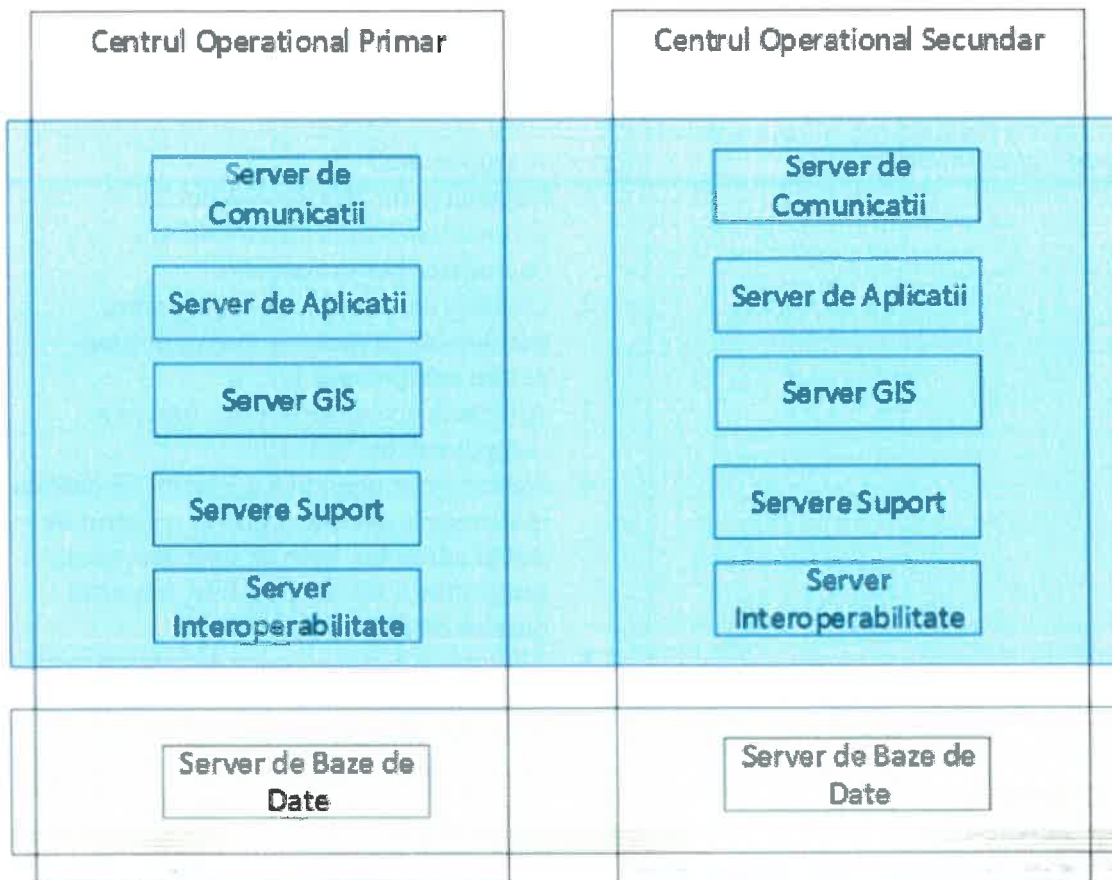 Centrul Operational Primar
Server de
Comunicatii
Server de Aplicatii
Server GIS
Servere Suport
Server
Interoperabilitate
Server de Baze de
Date
Centrul Operational Secundar
Server de
Comunicatii
Server de Aplicatii
Server GIS
Servere Suport
Server
Interoperabilitate
Server de Baze de
Date